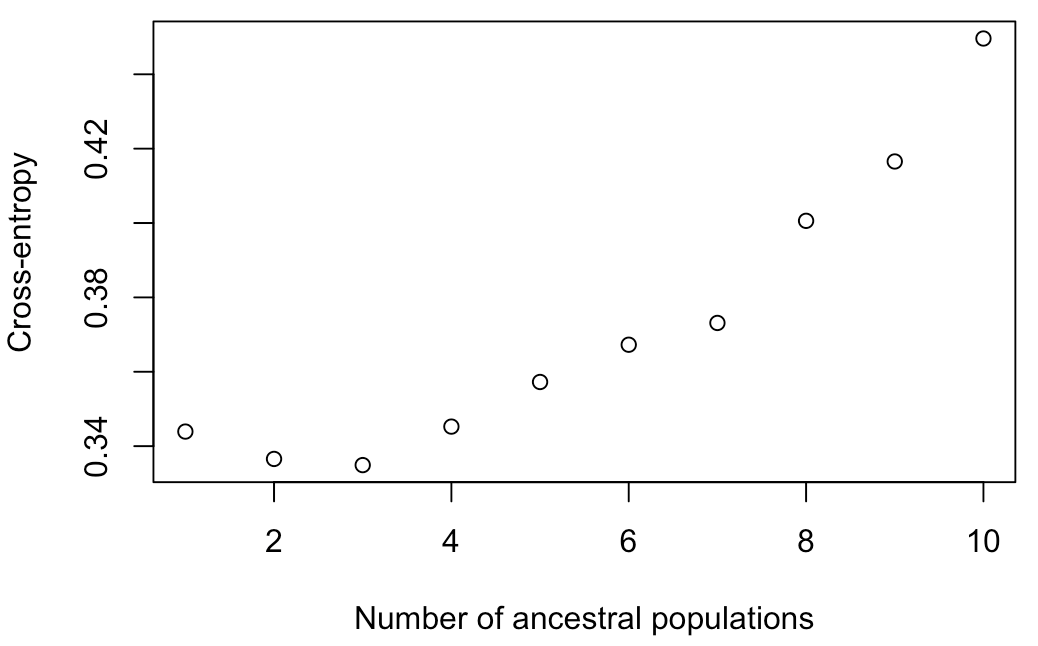 Cross-entropy
0.42
0.38
0.34
2 4 6 8 10
Number of ancestral populations